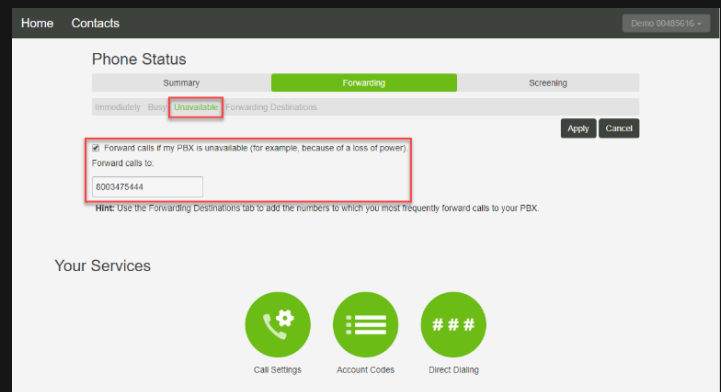 Home Contacts Demo 00485616
Phone Status
Summary Forwarding Screening
Immediately Busy Unavailable Forwarding Destinations
Apply Cancel
Forward calls if my PBX is unavailable (for example, because of a loss of power).
Forward calls to:
6003475444
Hint: Use the Forwarding Destinations tab to add the numbers to which you most frequently forward calls to your PBX.
Your Services
# # #
Call Settings Account Codes Direct Dialing